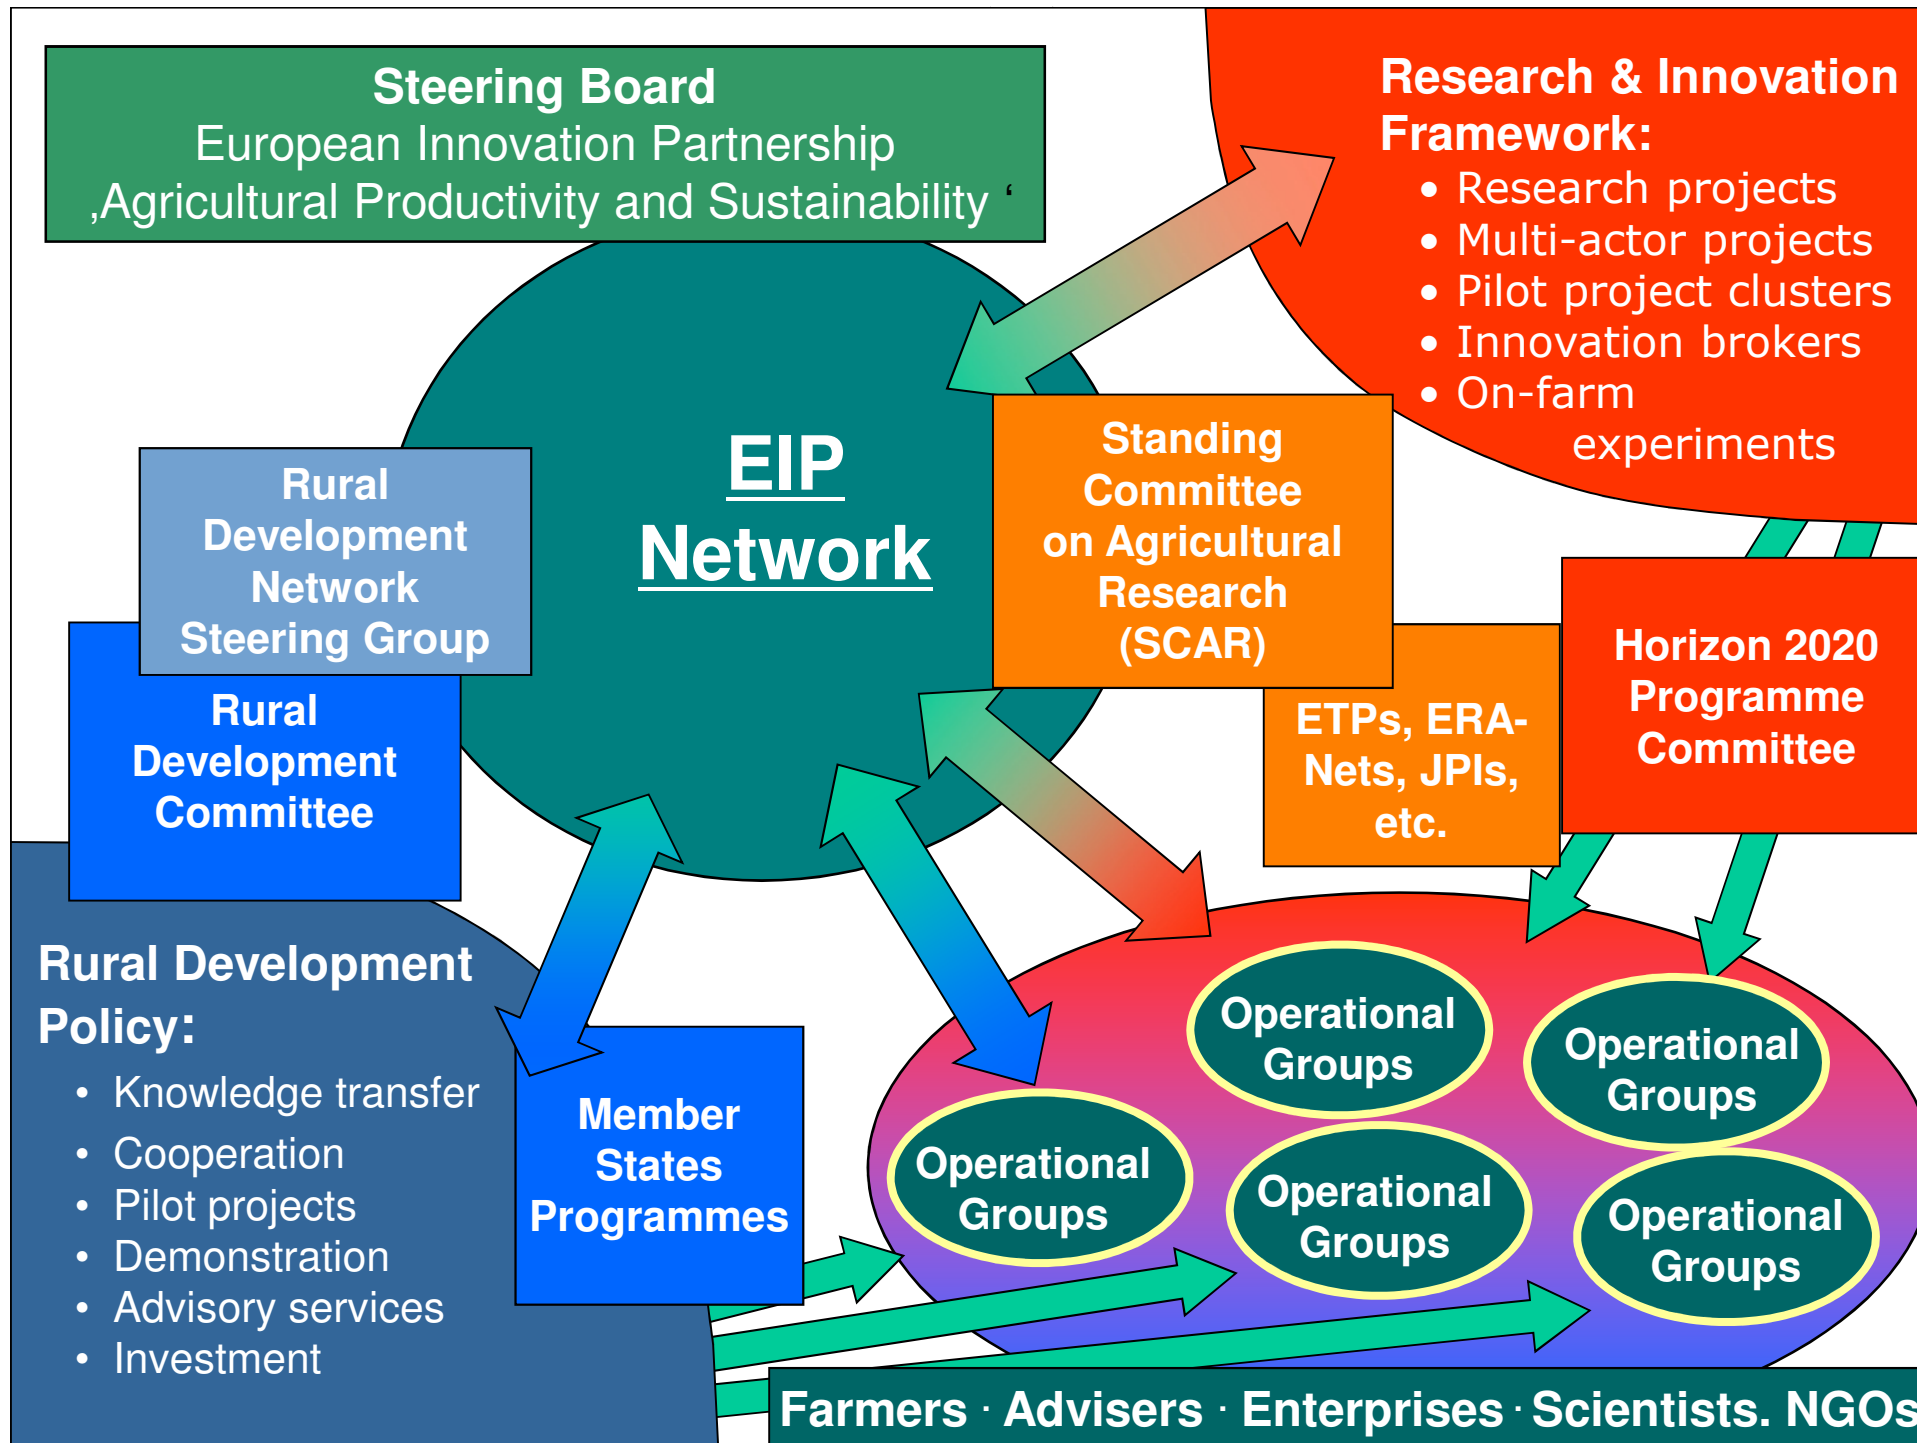 Steering Board
European Innovation Partnership
‚Agricultural Productivity and Sustainability ‘
Research & Innovation
Framework:
• Research projects
• Multi-actor projects
• Pilot project clusters
• Innovation brokers
• On-farm
experiments
EIP
Network
Standing
Committee
on Agricultural
Research
(SCAR)
Rural
Development
Network
Steering Group
Rural
Development
Committee
ETPs, ERA-
Nets, JPIs,
etc.
Horizon 2020
Programme
Committee
Rural Development
Policy:
• Knowledge transfer
• Cooperation
• Pilot projects
• Demonstration
• Advisory services
• Investment
Member
States
Programmes
Operational
Groups
Operational
Groups
Operational
Groups
Operational
Groups
Operational
Groups
Farmers · Advisers · Enterprises · Scientists. NGOs